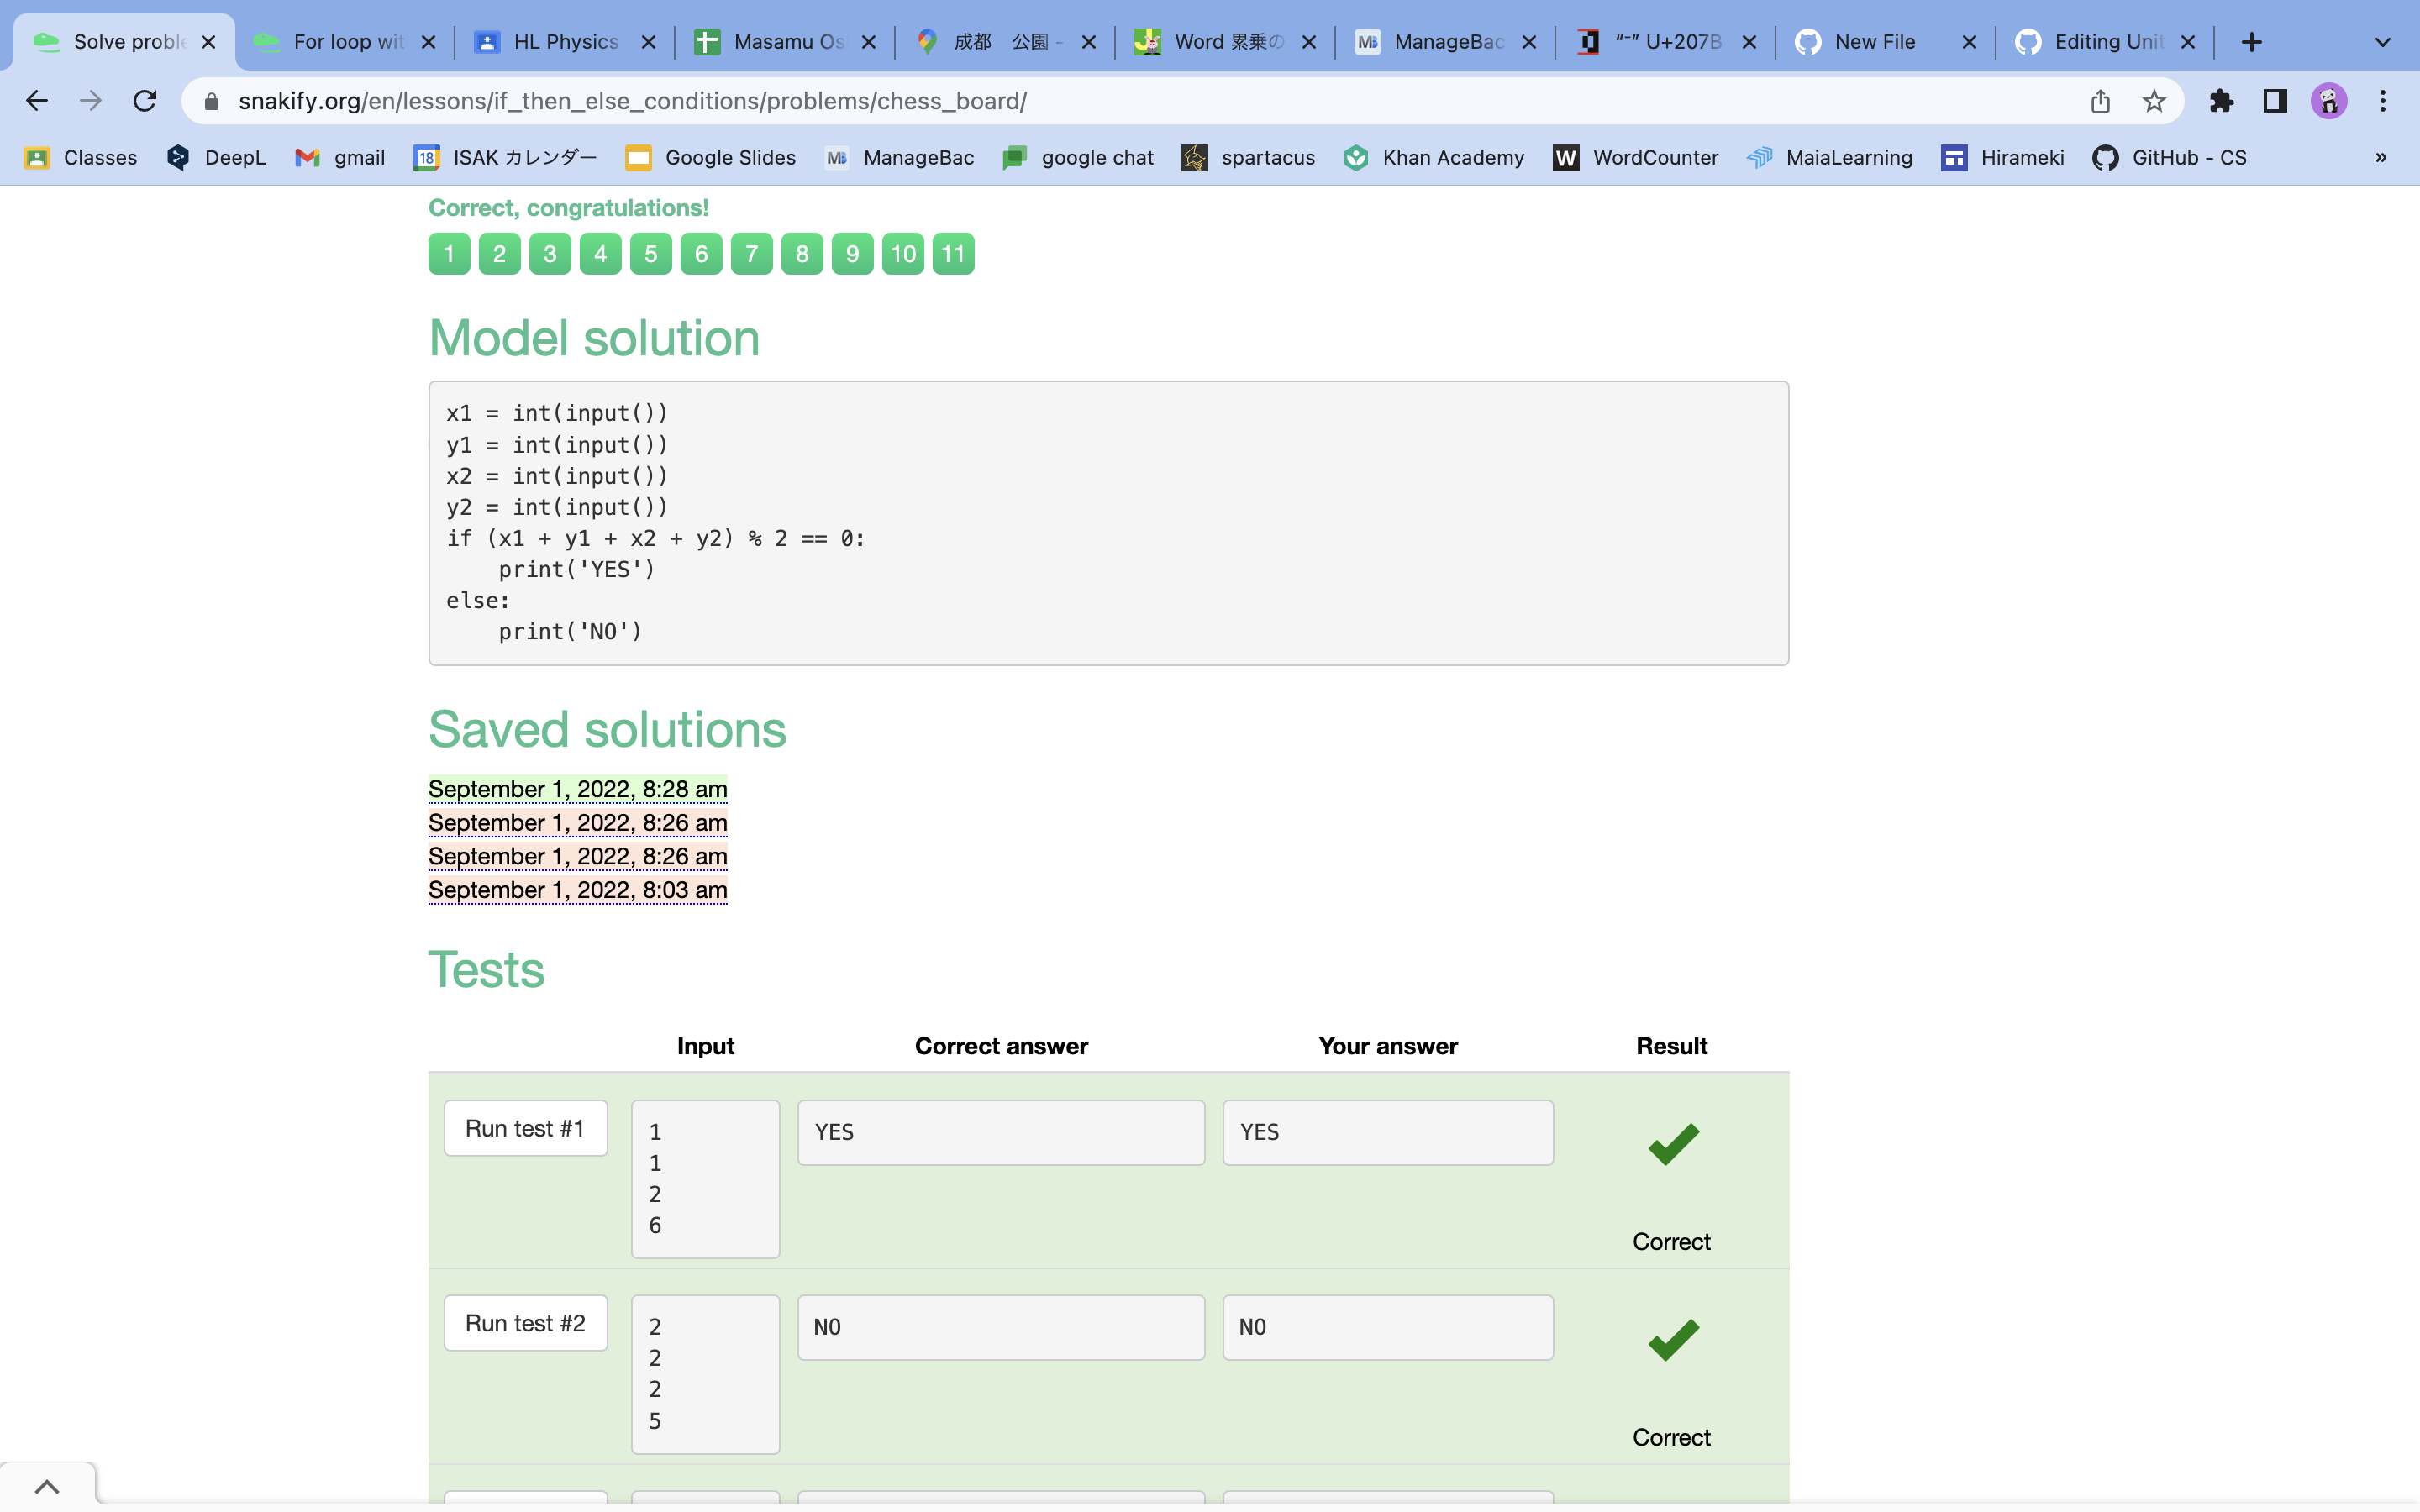 Solve proble
For loop wit
HL Physics
Masamu Os
成都　公園 -
Word 累乗の
ManageBac
“⁻” U+207B
New File
Editing Unit
snakify.org/en/lessons/if_then_else_conditions/problems/chess_board/
Classes
DeepL
gmail
18
ISAK カレンダー
Google Slides
MB
ManageBac
google chat
spartacus
Khan Academy
W
WordCounter
MaiaLearning
Hirameki
GitHub - CS
»
Correct, congratulations!
1 2 3 4 5 6 7 8 9 10 11
Model solution
x1 = int(input())
y1 = int(input())
x2 = int(input())
y2 = int(input())
if (x1 + y1 + x2 + y2) % 2 == 0:
    print('YES')
else:
    print('NO')
Saved solutions
September 1, 2022, 8:28 am
September 1, 2022, 8:26 am
September 1, 2022, 8:26 am
September 1, 2022, 8:03 am
Tests
Input Correct answer Your answer Result
Run test #1
1
1
2
6
YES
YES
Correct
Run test #2
2
2
2
5
NO
NO
Correct